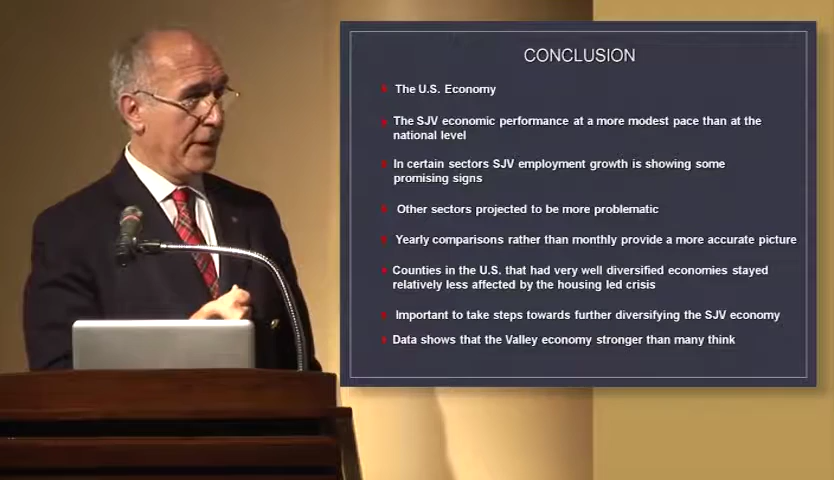 CONCLUSION
The U.S. Economy
The SJV economic performance at a more modest pace than at the
national level
In certain sectors SJV employment growth is showing some
promising signs
Other sectors projected to be more problematic
Yearly comparisons rather than monthly provide a more accurate picture
Counties in the U.S. that had very well diversified economies stayed
relatively less affected by the housing led crisis
Important to take steps towards further diversifying the SJV economy
Data shows that the Valley economy stronger than many think